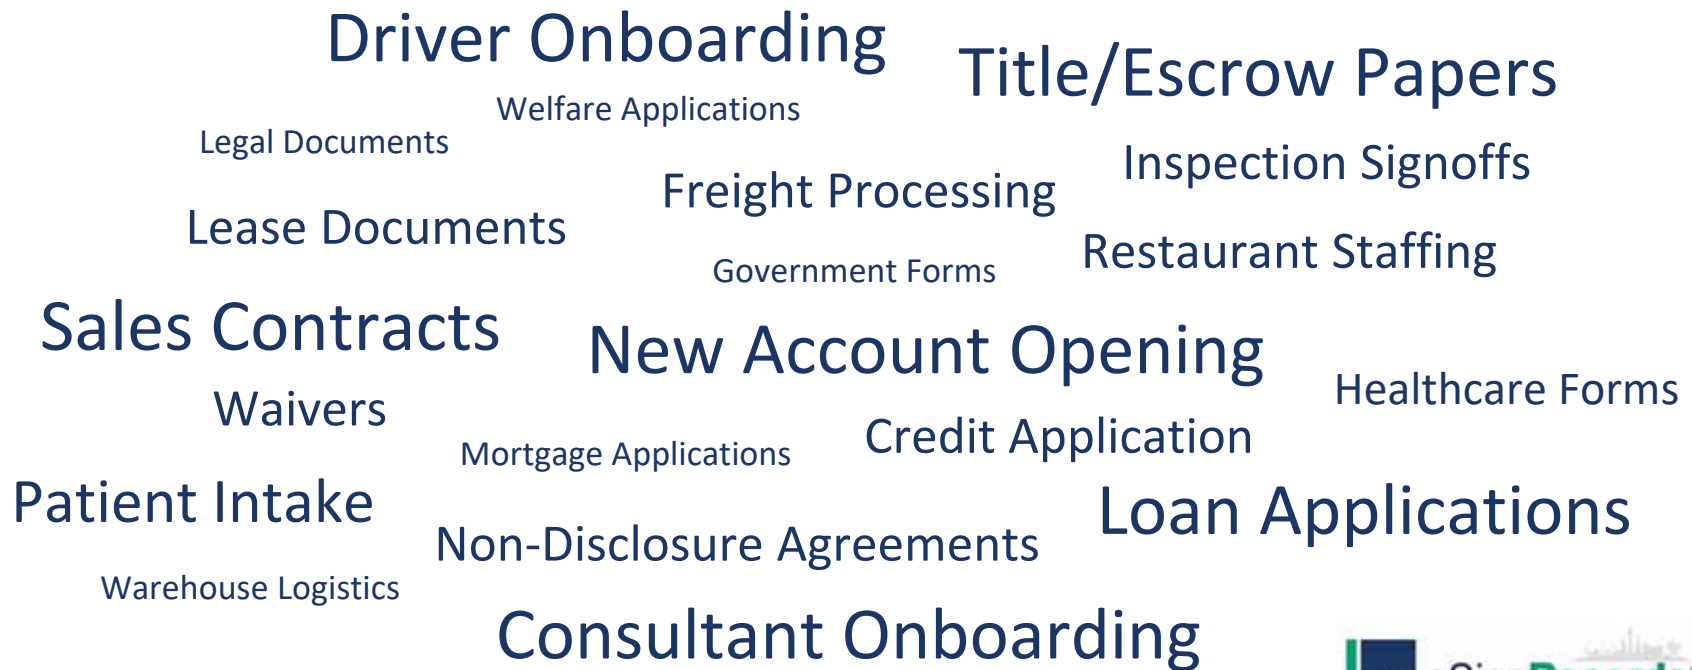 Driver Onboarding
Title/Escrow Papers
Welfare Applications
Legal Documents
Inspection Signoffs
Freight Processing
Lease Documents
Restaurant Staffing
Government Forms
Sales Contracts
New Account Opening
Healthcare Forms
Waivers
Credit Application
Mortgage Applications
Patient Intake
Loan Applications
Non-Disclosure Agreements
Warehouse Logistics
Consultant Onboarding